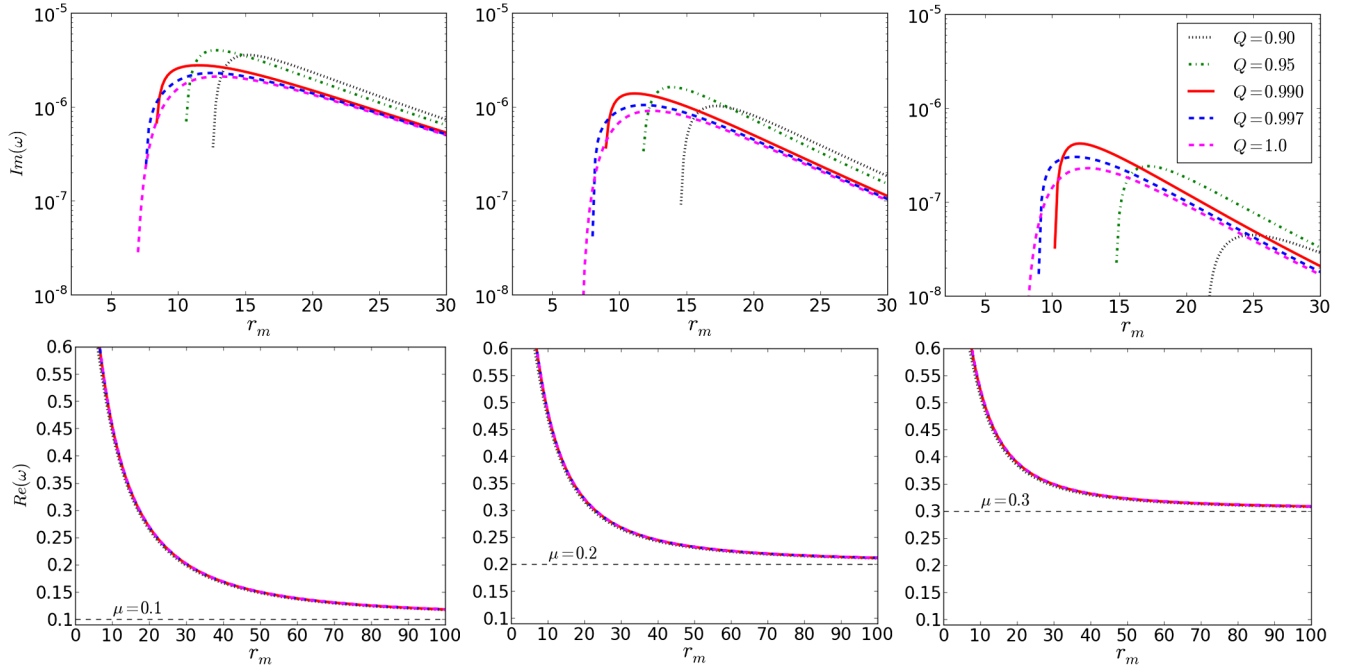 10⁻⁵ 10⁻⁵ 10⁻⁵
10⁻⁶ 10⁻⁶ 10⁻⁶
10⁻⁷ 10⁻⁷ 10⁻⁷
10⁻⁸ 10⁻⁸ 10⁻⁸
Im(ω)
Q=0.90
Q=0.95
Q=0.990
Q=0.997
Q=1.0
5 10 15 20 25 30 5 10 15 20 25 30 5 10 15 20 25 30
r_m r_m r_m
0.6 0.6 0.6
0.5 0.5 0.5
0.45 0.45 0.45
0.4 0.4 0.4
0.35 0.35 0.35
0.3 0.3 0.3
0.25 0.25 0.25
0.2 0.2 0.2
0.15 0.15 0.15
0.1 0.1 0.1
Re(ω)
μ=0.1
μ=0.2
μ=0.3
0 10 20 30 40 50 60 70 80 90 100 0 10 20 30 40 50 60 70 80 90 100 0 10 20 30 40 50 60 70 80 90 100
r_m r_m r_m